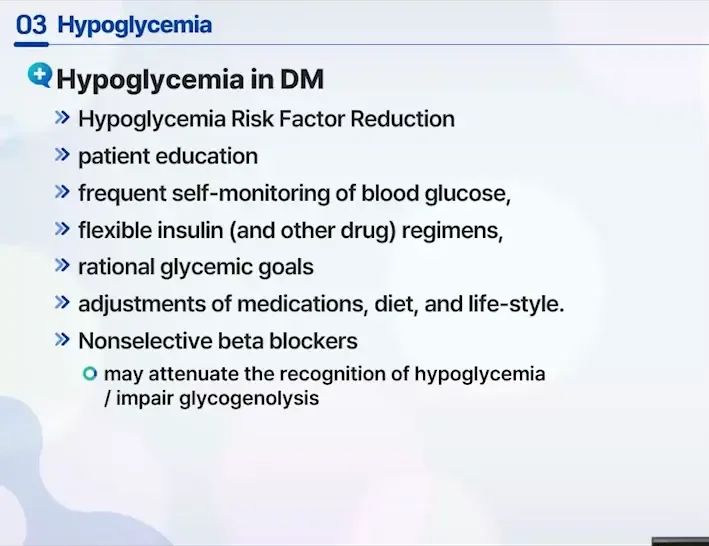 03 Hypoglycemia
Hypoglycemia in DM
Hypoglycemia Risk Factor Reduction
patient education
frequent self-monitoring of blood glucose,
flexible insulin (and other drug) regimens,
rational glycemic goals
adjustments of medications, diet, and life-style.
Nonselective beta blockers
may attenuate the recognition of hypoglycemia
/ impair glycogenolysis